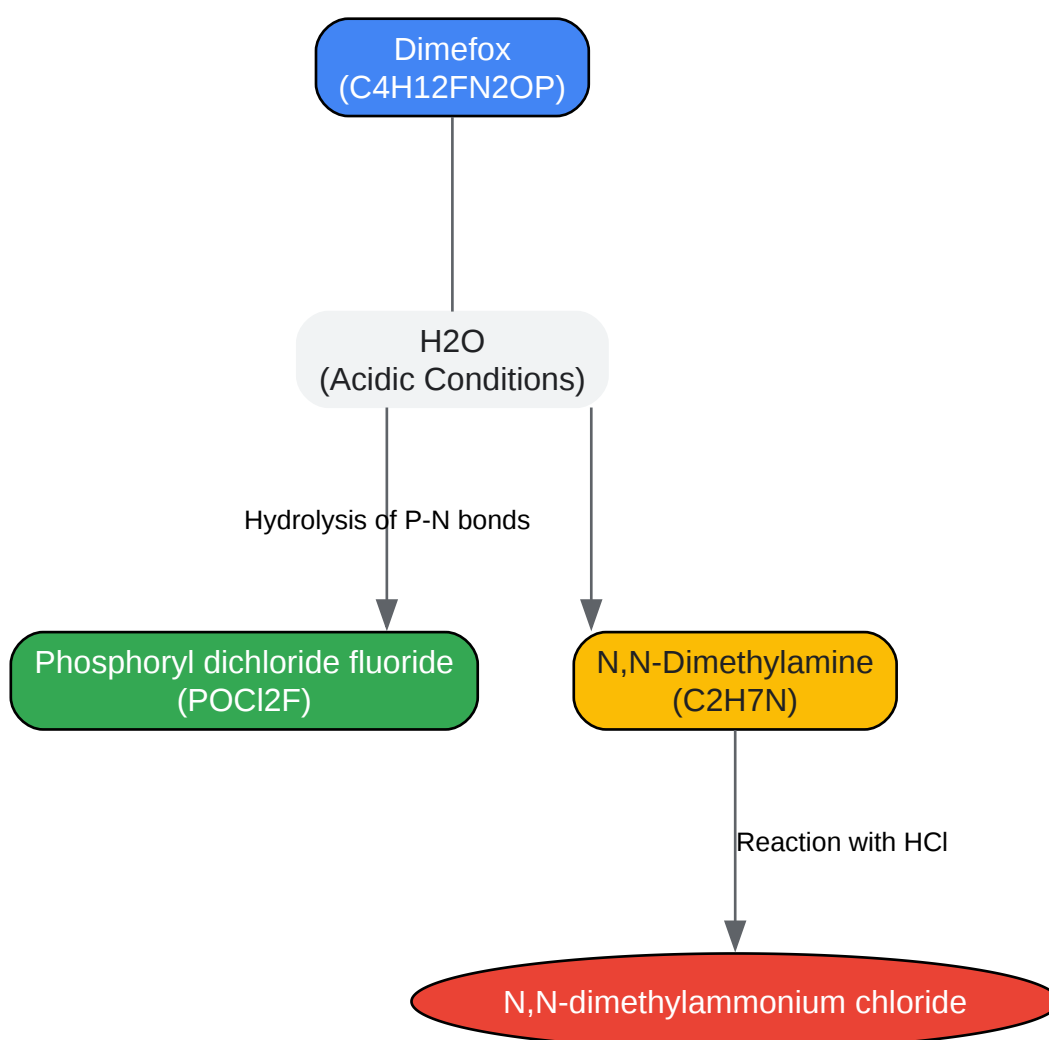 Dimefox
(C4H12FN2OP)
H2O
(Acidic Conditions)
Hydrolysis of P-N bonds
Phosphoryl dichloride fluoride
(POCl2F)
N,N-Dimethylamine
(C2H7N)
Reaction with HCl
N,N-dimethylammonium chloride